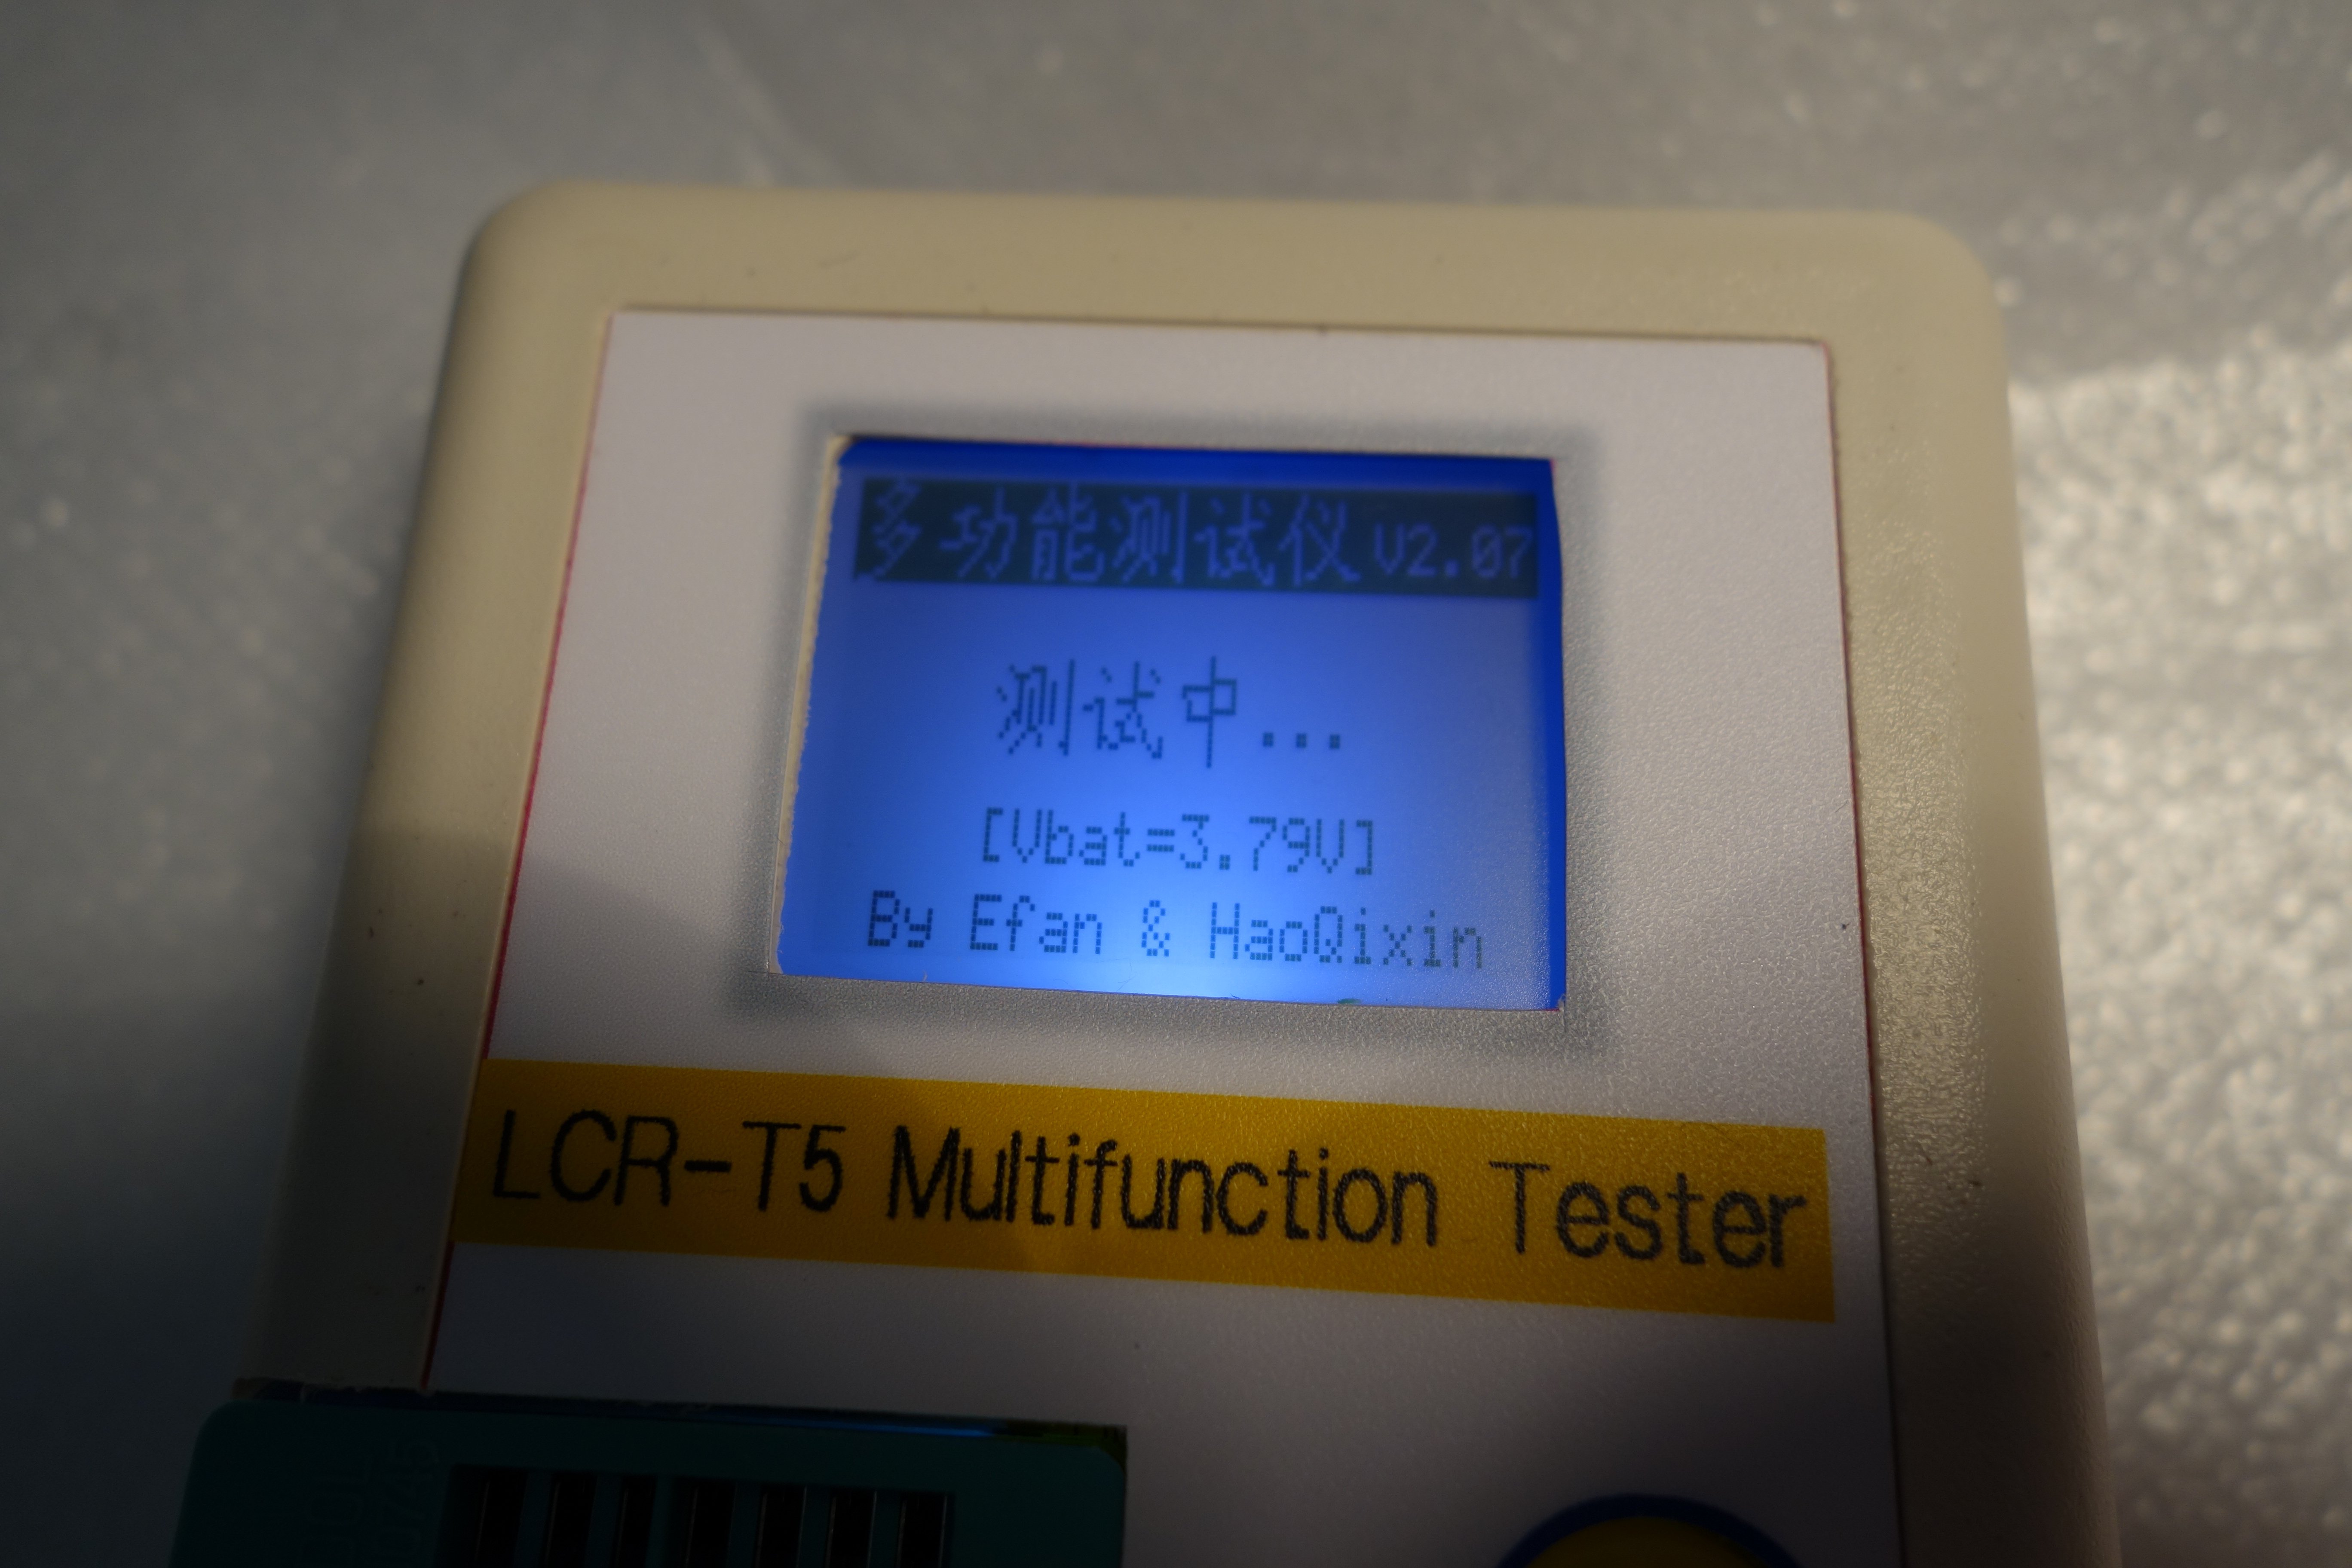 多功能测试仪 V2.07
测试中...
[Vbat=3.79V]
By Efan & HaoQixin
LCR-T5 Multifunction Tester